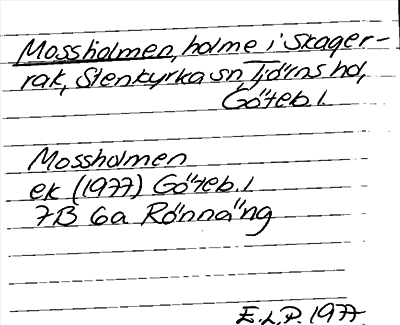 Mossholmen, holme i Skager-
rak, Stenkyrka sn, Tjörns hd,
Göteb. l.
Mossholmen
ek (1977) Göteb. l
7B 6a Rönnäng
E.L.P. 1977.